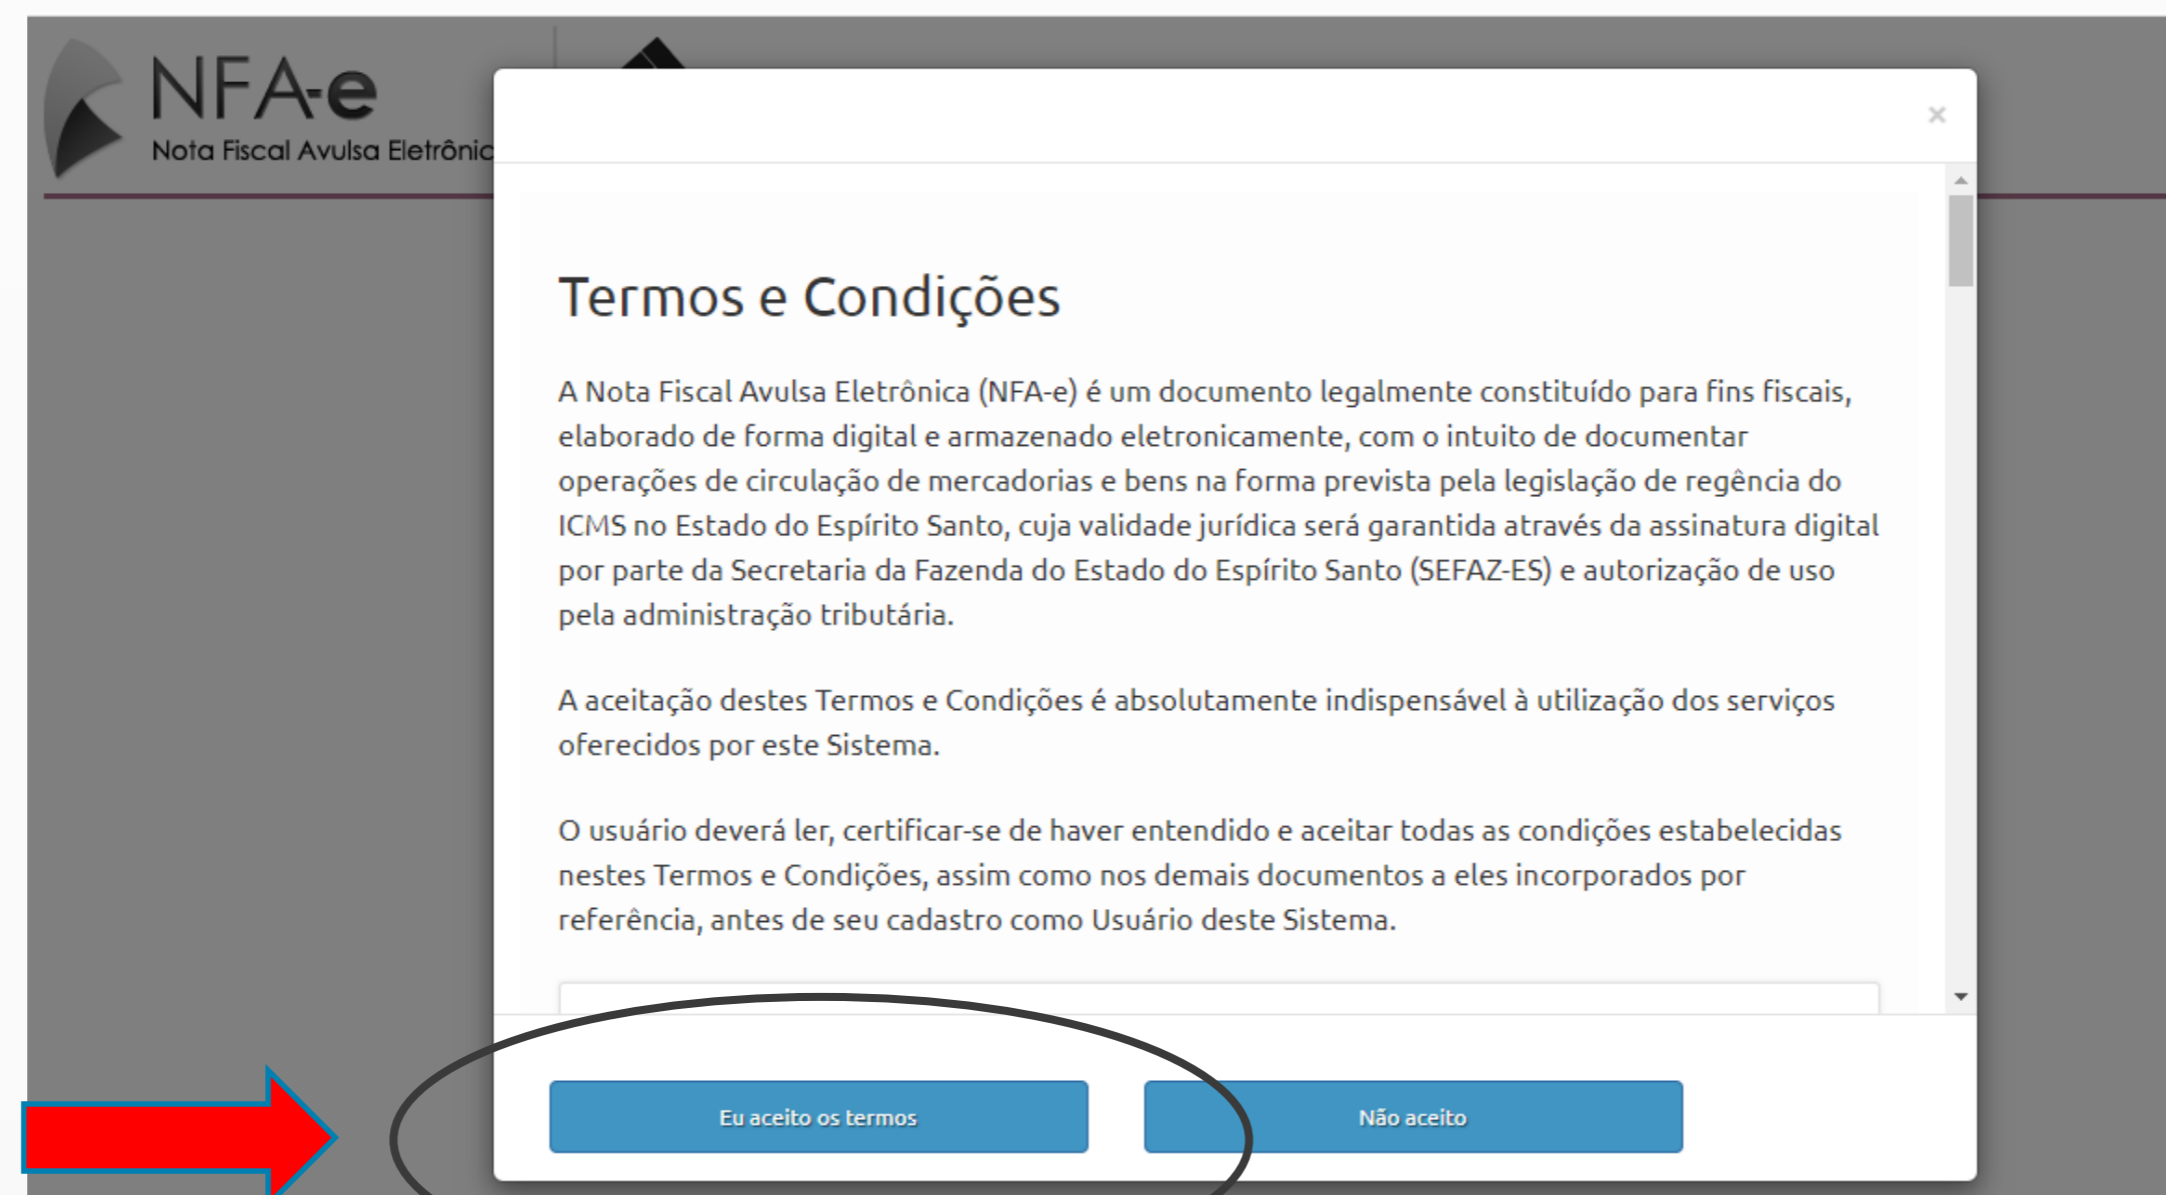 NFA-e
Nota Fiscal Avulsa Eletrônic
×
Termos e Condições
A Nota Fiscal Avulsa Eletrônica (NFA-e) é um documento legalmente constituído para fins fiscais,
elaborado de forma digital e armazenado eletronicamente, com o intuito de documentar
operações de circulação de mercadorias e bens na forma prevista pela legislação de regência do
ICMS no Estado do Espírito Santo, cuja validade jurídica será garantida através da assinatura digital
por parte da Secretaria da Fazenda do Estado do Espírito Santo (SEFAZ-ES) e autorização de uso
pela administração tributária.
A aceitação destes Termos e Condições é absolutamente indispensável à utilização dos serviços
oferecidos por este Sistema.
O usuário deverá ler, certificar-se de haver entendido e aceitar todas as condições estabelecidas
nestes Termos e Condições, assim como nos demais documentos a eles incorporados por
referência, antes de seu cadastro como Usuário deste Sistema.
Eu aceito os termos
Não aceito